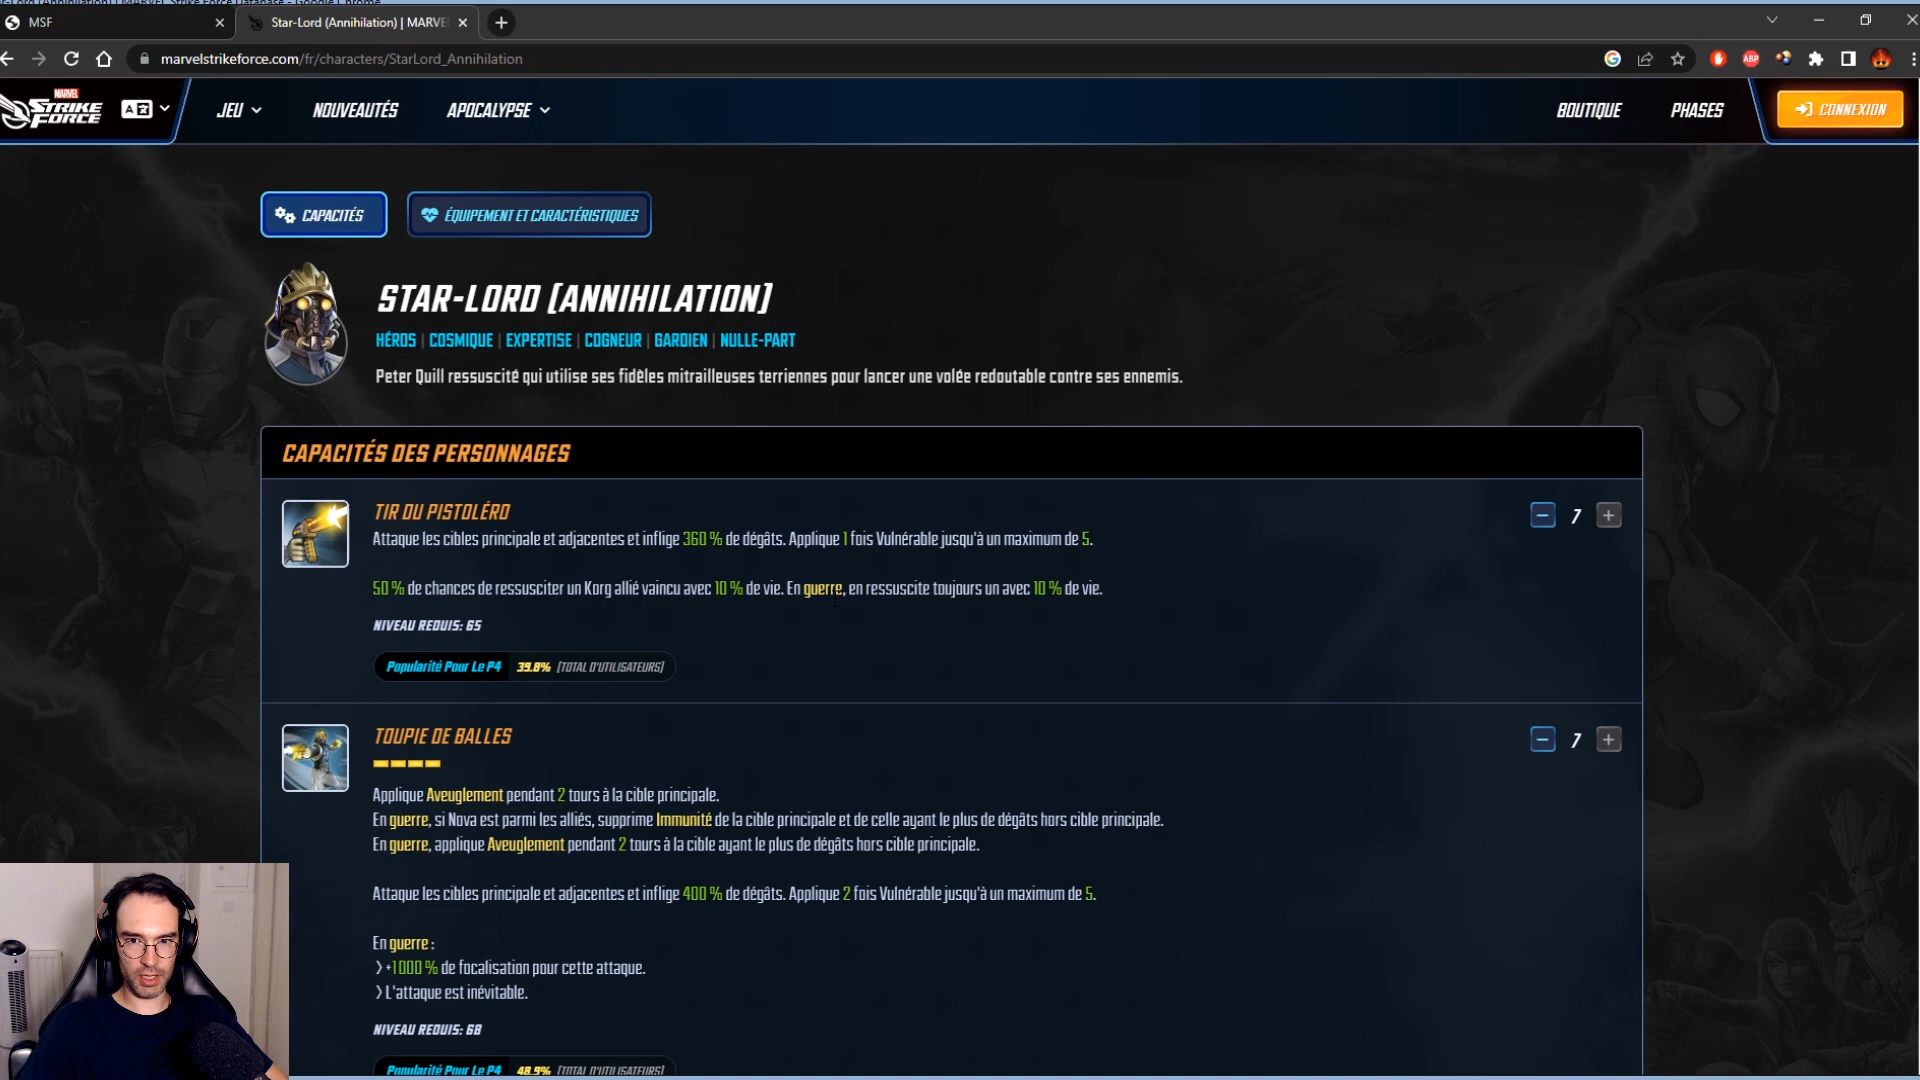 MSF
Star-Lord (Annihilation) | MARVE
marvelstrikeforce.com/fr/characters/StarLord_Annihilation
ABP
MARVEL
STRIKE
FORCE
JEU
NOUVEAUTÉS
APOCALYPSE
BOUTIQUE
PHASES
CONNEXION
CAPACITÉS
ÉQUIPEMENT ET CARACTÉRISTIQUES
STAR-LORD (ANNIHILATION)
HÉROS | COSMIQUE | EXPERTISE | COGNEUR | GARDIEN | NULLE-PART
Peter Quill ressuscité qui utilise ses fidèles mitrailleuses terriennes pour lancer une volée redoutable contre ses ennemis.
CAPACITÉS DES PERSONNAGES
TIR DU PISTOLÉRO
7
Attaque les cibles principale et adjacentes et inflige 360 % de dégâts. Applique 1 fois Vulnérable jusqu'à un maximum de 5.
50 % de chances de ressusciter un Korg allié vaincu avec 10 % de vie. En guerre, en ressuscite toujours un avec 10 % de vie.
NIVEAU REQUIS: 65
Popularité Pour Le P4 39.8% (TOTAL D'UTILISATEURS)
TOUPIE DE BALLES
7
Applique Aveuglement pendant 2 tours à la cible principale.
En guerre, si Nova est parmi les alliés, supprime Immunité de la cible principale et de celle ayant le plus de dégâts hors cible principale.
En guerre, applique Aveuglement pendant 2 tours à la cible ayant le plus de dégâts hors cible principale.
Attaque les cibles principale et adjacentes et inflige 400 % de dégâts. Applique 2 fois Vulnérable jusqu'à un maximum de 5.
En guerre :
> +1000 % de focalisation pour cette attaque.
> L'attaque est inévitable.
NIVEAU REQUIS: 68
Popularité Pour Le P4 48.9% (TOTAL D'UTILISATEURS)